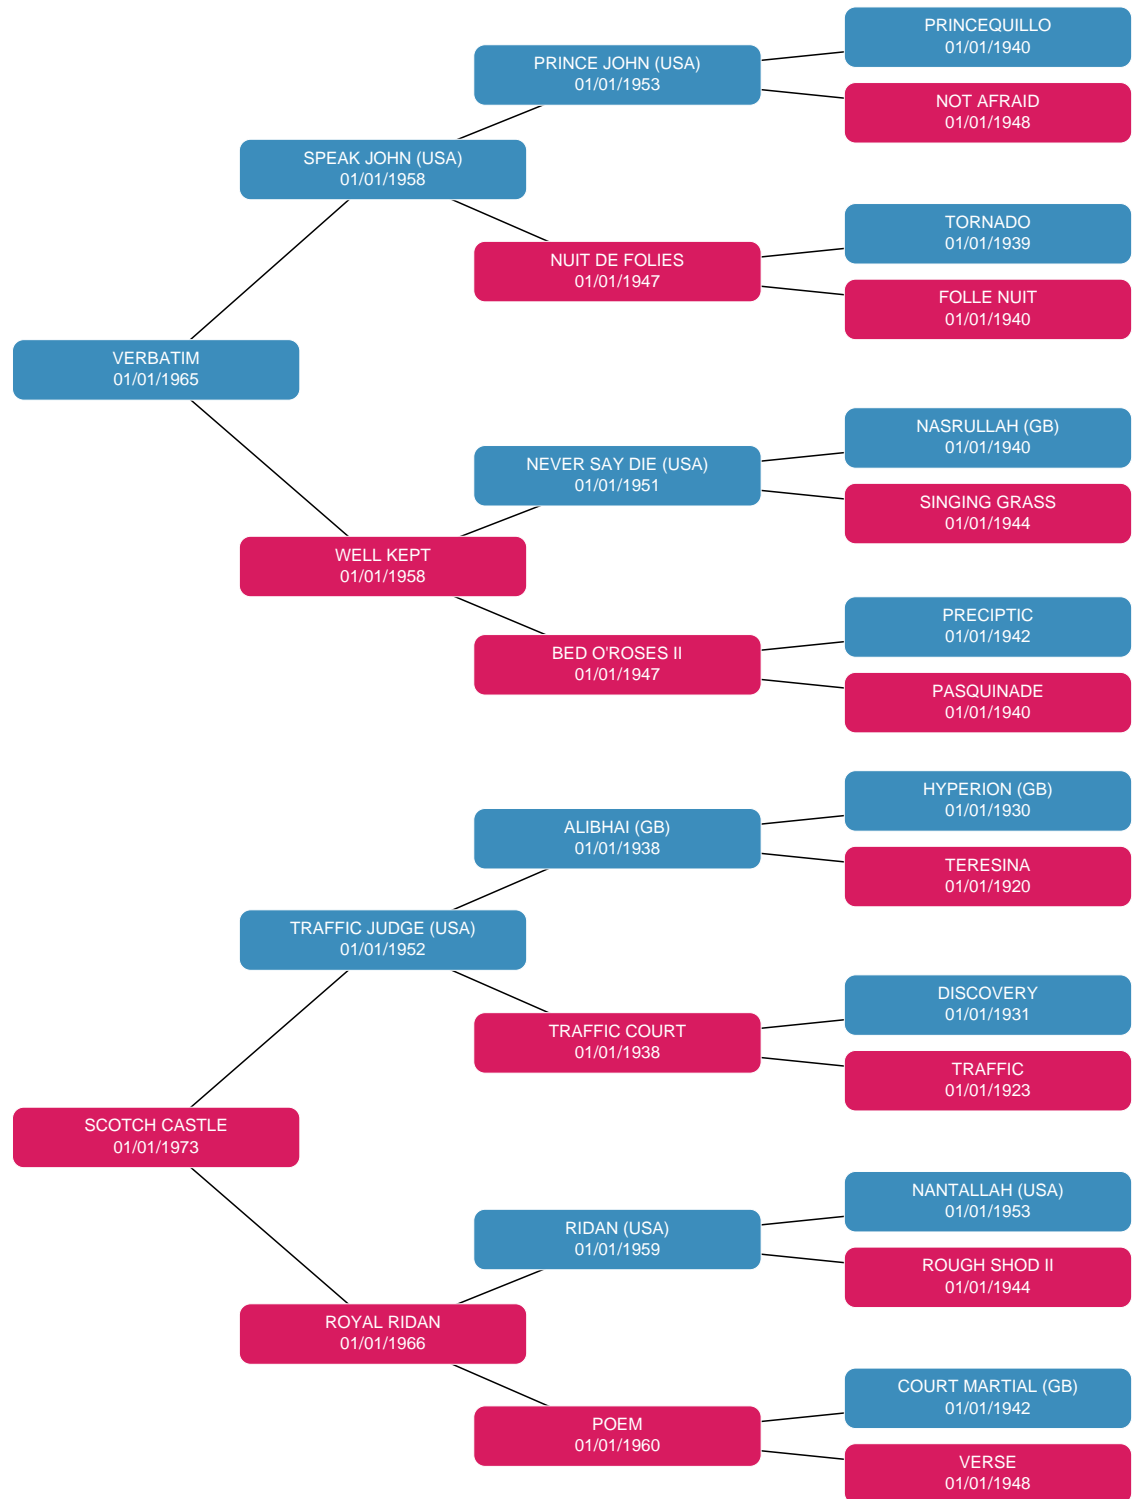 PRINCEQUILLO
01/01/1940
PRINCE JOHN (USA)
01/01/1953
NOT AFRAID
01/01/1948
SPEAK JOHN (USA)
01/01/1958
TORNADO
01/01/1939
NUIT DE FOLIES
01/01/1947
FOLLE NUIT
01/01/1940
VERBATIM
01/01/1965
NASRULLAH (GB)
01/01/1940
NEVER SAY DIE (USA)
01/01/1951
SINGING GRASS
01/01/1944
WELL KEPT
01/01/1958
PRECIPTIC
01/01/1942
BED O'ROSES II
01/01/1947
PASQUINADE
01/01/1940
HYPERION (GB)
01/01/1930
ALIBHAI (GB)
01/01/1938
TERESINA
01/01/1920
TRAFFIC JUDGE (USA)
01/01/1952
DISCOVERY
01/01/1931
TRAFFIC COURT
01/01/1938
TRAFFIC
01/01/1923
SCOTCH CASTLE
01/01/1973
NANTALLAH (USA)
01/01/1953
RIDAN (USA)
01/01/1959
ROUGH SHOD II
01/01/1944
ROYAL RIDAN
01/01/1966
COURT MARTIAL (GB)
01/01/1942
POEM
01/01/1960
VERSE
01/01/1948